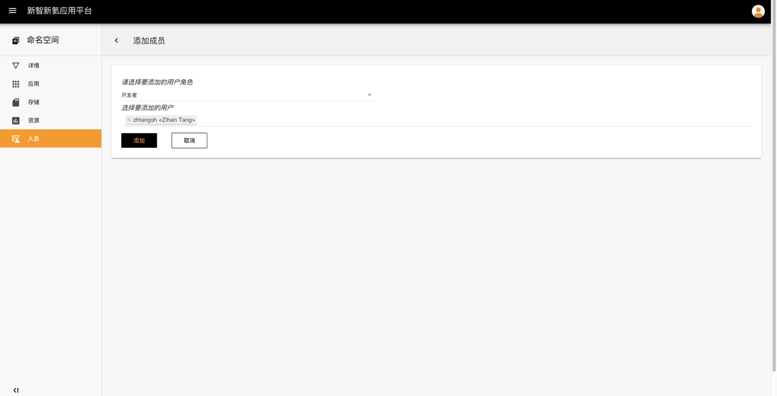 新智新氦应用平台
命名空间
添加成员
详情
应用
存储
资源
人员
请选择要添加的用户角色
开发者
选择要添加的用户
× zhtangsh <Zihan Tang>
添加
取消